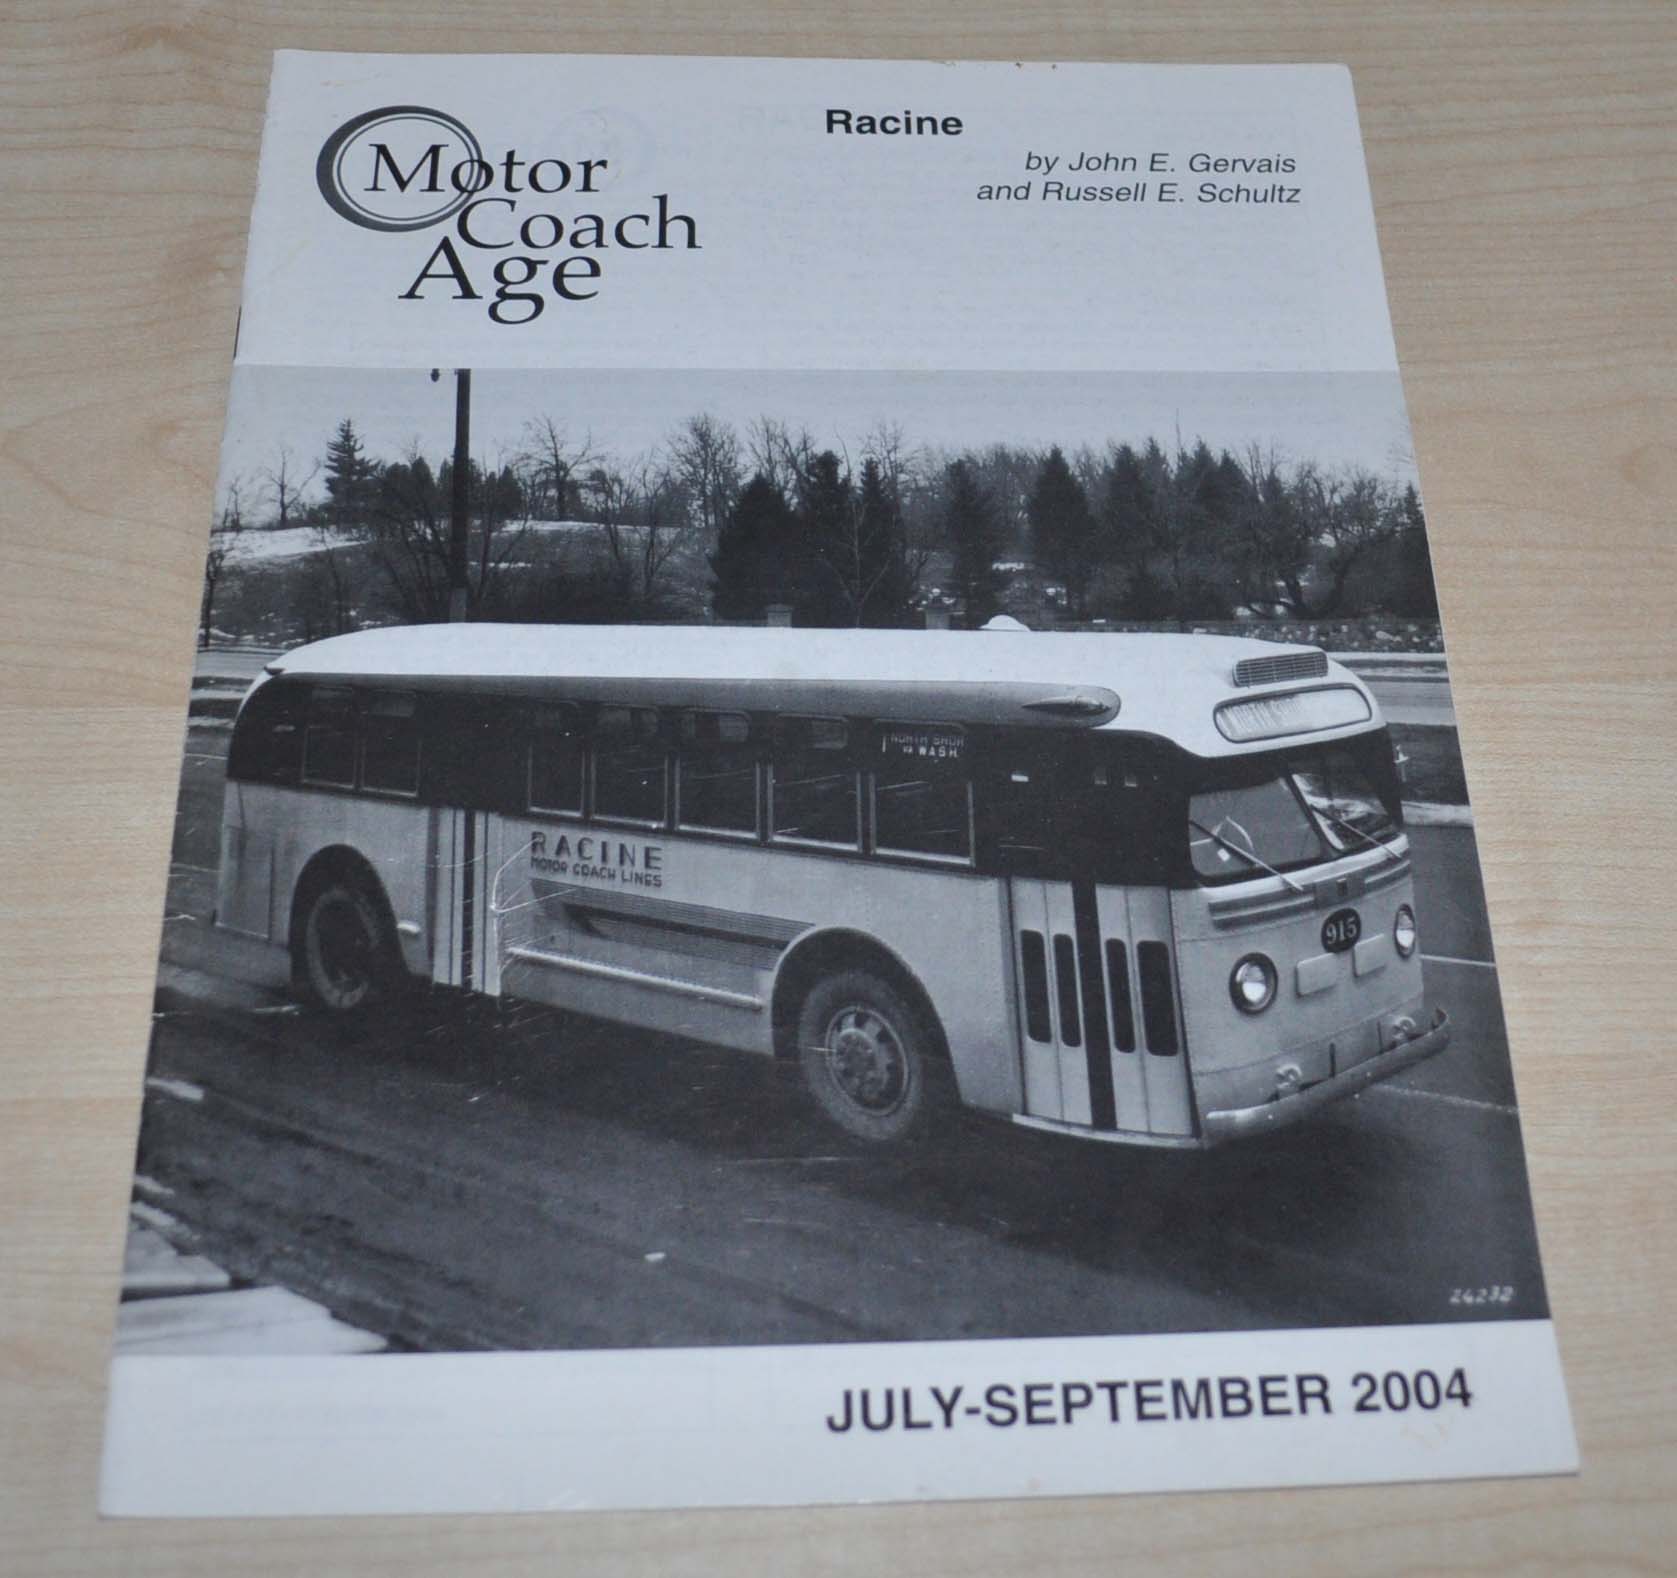 Motor
Coach
Age
Racine
by John E. Gervais
and Russell E. Schultz
NORTH SHOR
VIA WASH.
RACINE
MOTOR COACH LINES
915
24232
JULY-SEPTEMBER 2004